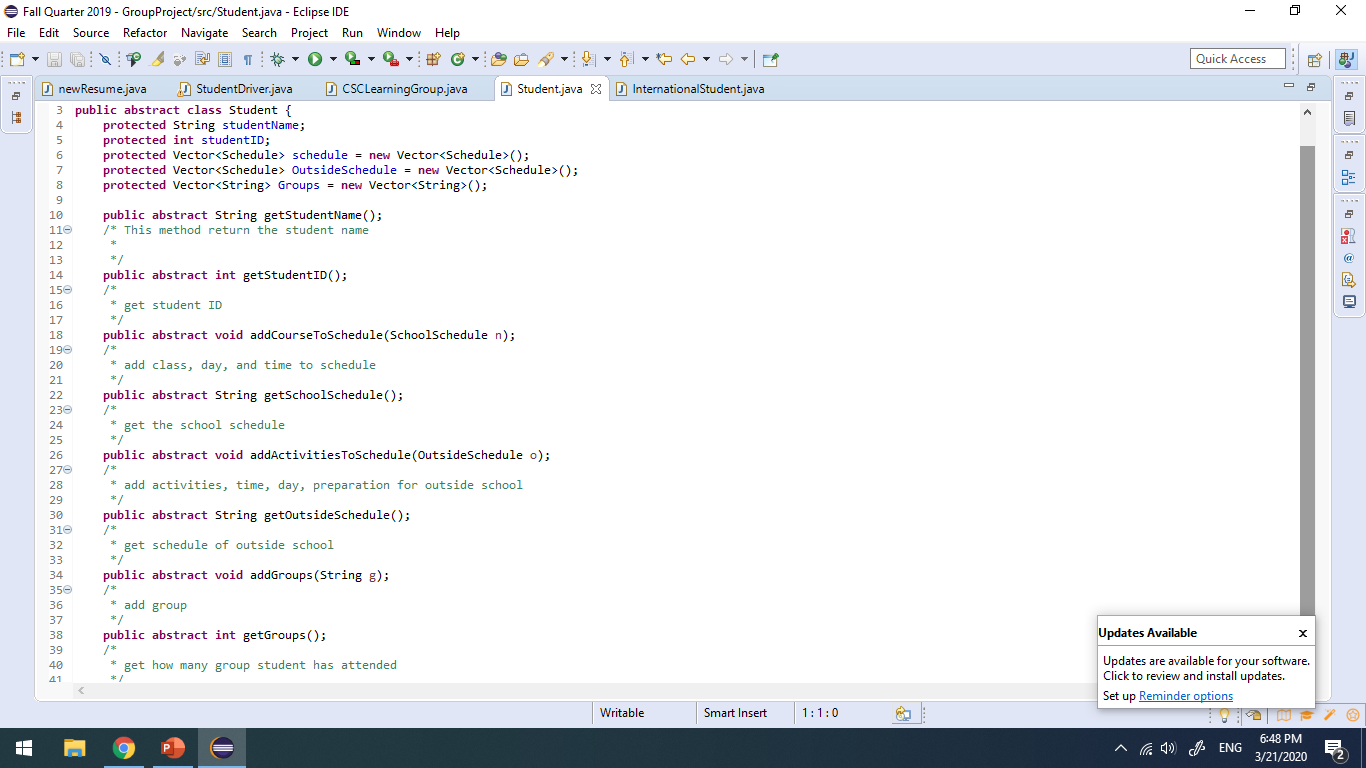 Fall Quarter 2019 - GroupProject/src/Student.java - Eclipse IDE
File Edit Source Refactor Navigate Search Project Run Window Help
Quick Access
newResume.java StudentDriver.java CSCLearningGroup.java Student.java InternationalStudent.java
3 public abstract class Student {
4 protected String studentName;
5 protected int studentID;
6 protected Vector<Schedule> schedule = new Vector<Schedule>();
7 protected Vector<Schedule> OutsideSchedule = new Vector<Schedule>();
8 protected Vector<String> Groups = new Vector<String>();
9
10 public abstract String getStudentName();
11 /* This method return the student name
12 *
13 */
14 public abstract int getStudentID();
15 /*
16 * get student ID
17 */
18 public abstract void addCourseToSchedule(SchoolSchedule n);
19 /*
20 * add class, day, and time to schedule
21 */
22 public abstract String getSchoolSchedule();
23 /*
24 * get the school schedule
25 */
26 public abstract void addActivitiesToSchedule(OutsideSchedule o);
27 /*
28 * add activities, time, day, preparation for outside school
29 */
30 public abstract String getOutsideSchedule();
31 /*
32 * get schedule of outside school
33 */
34 public abstract void addGroups(String g);
35 /*
36 * add group
37 */
38 public abstract int getGroups();
39 /*
40 * get how many group student has attended
41 */
Updates Available x
Updates are available for your software.
Click to review and install updates.
Set up Reminder options
Writable Smart Insert 1 : 1 : 0
ENG
6:48 PM
3/21/2020
2